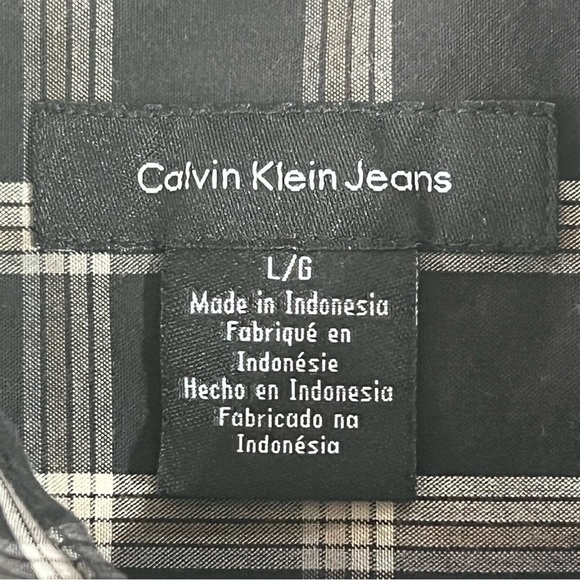 Calvin Klein Jeans
L/G
Made in Indonesia
Fabriqué en
Indonésie
Hecho en Indonesia
Fabricado na
Indonésia